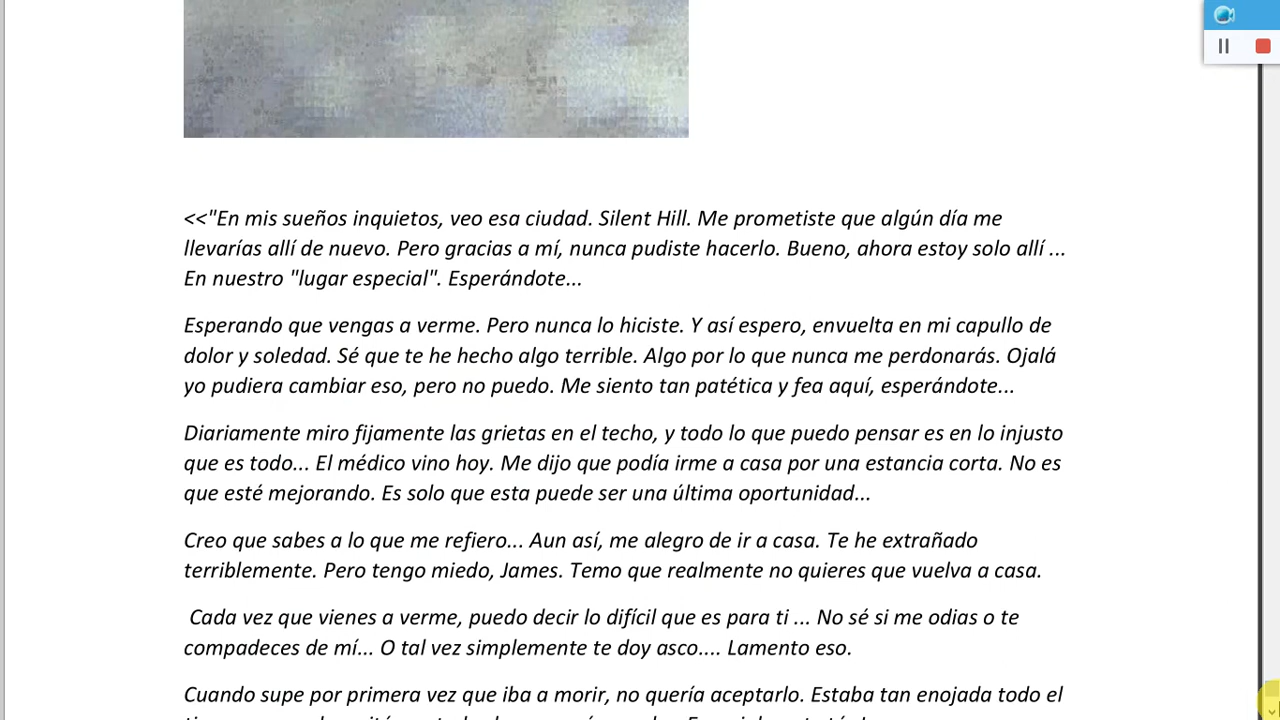 <<"En mis sueños inquietos, veo esa ciudad. Silent Hill. Me prometiste que algún día me
llevarías allí de nuevo. Pero gracias a mí, nunca pudiste hacerlo. Bueno, ahora estoy solo allí ...
En nuestro "lugar especial". Esperándote...
Esperando que vengas a verme. Pero nunca lo hiciste. Y así espero, envuelta en mi capullo de
dolor y soledad. Sé que te he hecho algo terrible. Algo por lo que nunca me perdonarás. Ojalá
yo pudiera cambiar eso, pero no puedo. Me siento tan patética y fea aquí, esperándote...
Diariamente miro fijamente las grietas en el techo, y todo lo que puedo pensar es en lo injusto
que es todo... El médico vino hoy. Me dijo que podía irme a casa por una estancia corta. No es
que esté mejorando. Es solo que esta puede ser una última oportunidad...
Creo que sabes a lo que me refiero... Aun así, me alegro de ir a casa. Te he extrañado
terriblemente. Pero tengo miedo, James. Temo que realmente no quieres que vuelva a casa.
Cada vez que vienes a verme, puedo decir lo difícil que es para ti ... No sé si me odias o te
compadeces de mí... O tal vez simplemente te doy asco.... Lamento eso.
Cuando supe por primera vez que iba a morir, no quería aceptarlo. Estaba tan enojada todo el